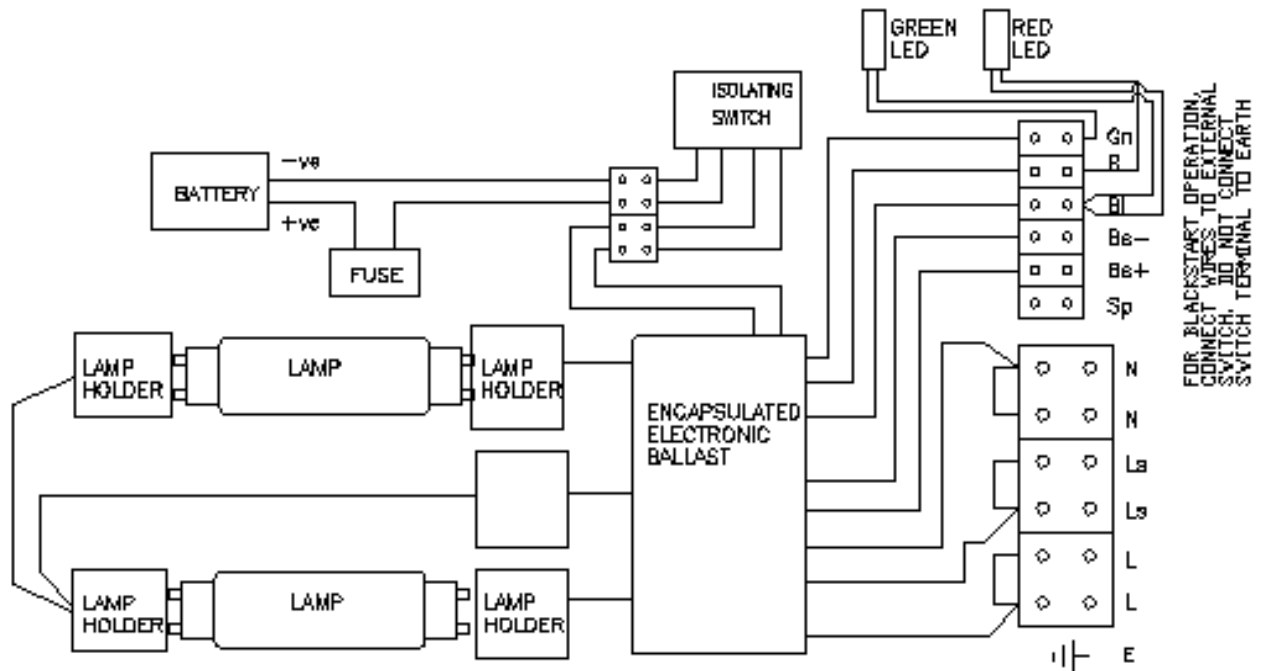 GREEN
LED
RED
LED
ISOLATING
SWITCH
-ve
BATTERY
+ve
FUSE
Gn
R
Bl
Bs-
Bs+
Sp
FOR BLACKSTART OPERATION,
CONNECT WIRES TO EXTERNAL
SWITCH. DO NOT CONNECT
SWITCH TERMINAL TO EARTH
LAMP
HOLDER
LAMP
LAMP
HOLDER
ENCAPSULATED
ELECTRONIC
BALLAST
N
N
Ls
Ls
L
L
E
LAMP
HOLDER
LAMP
LAMP
HOLDER